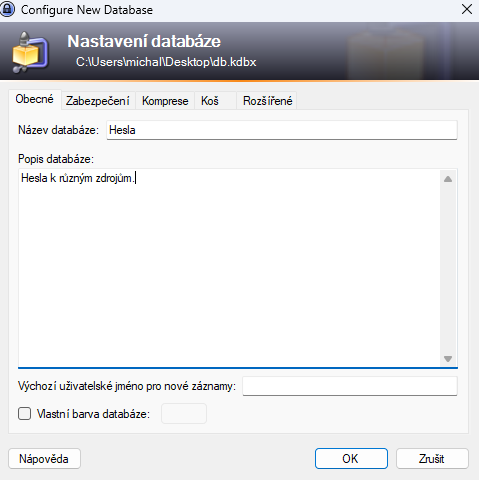 Configure New Database
Nastavení databáze
C:\Users\michal\Desktop\db.kdbx
Obecné Zabezpečení Komprese Koš Rozšířené
Název databáze: Hesla
Popis databáze:
Hesla k různým zdrojům.
Výchozí uživatelské jméno pro nové záznamy:
Vlastní barva databáze:
Nápověda OK Zrušit